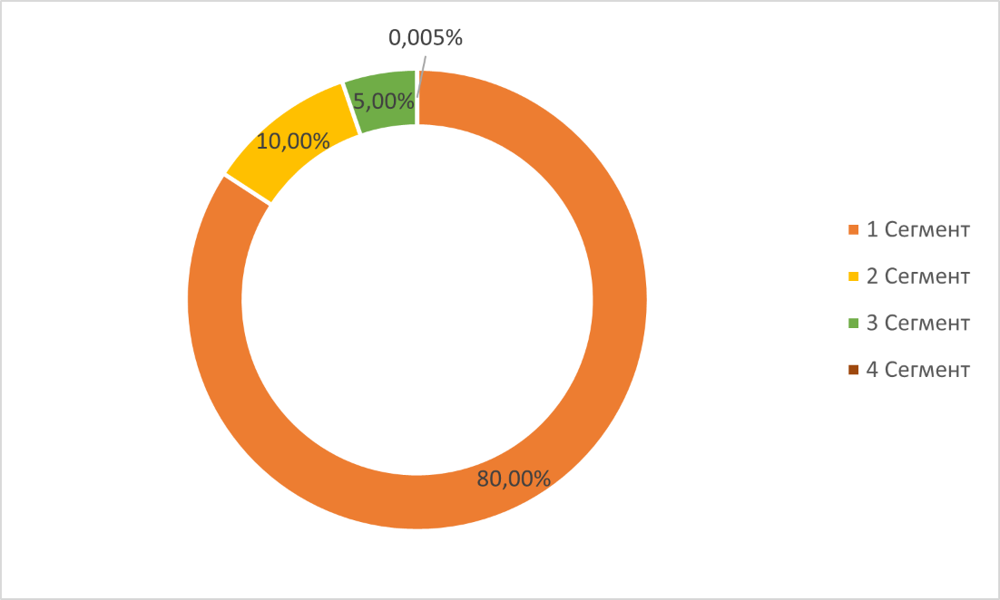 0,005%
5,00%
10,00%
80,00%
1 Сегмент
2 Сегмент
3 Сегмент
4 Сегмент